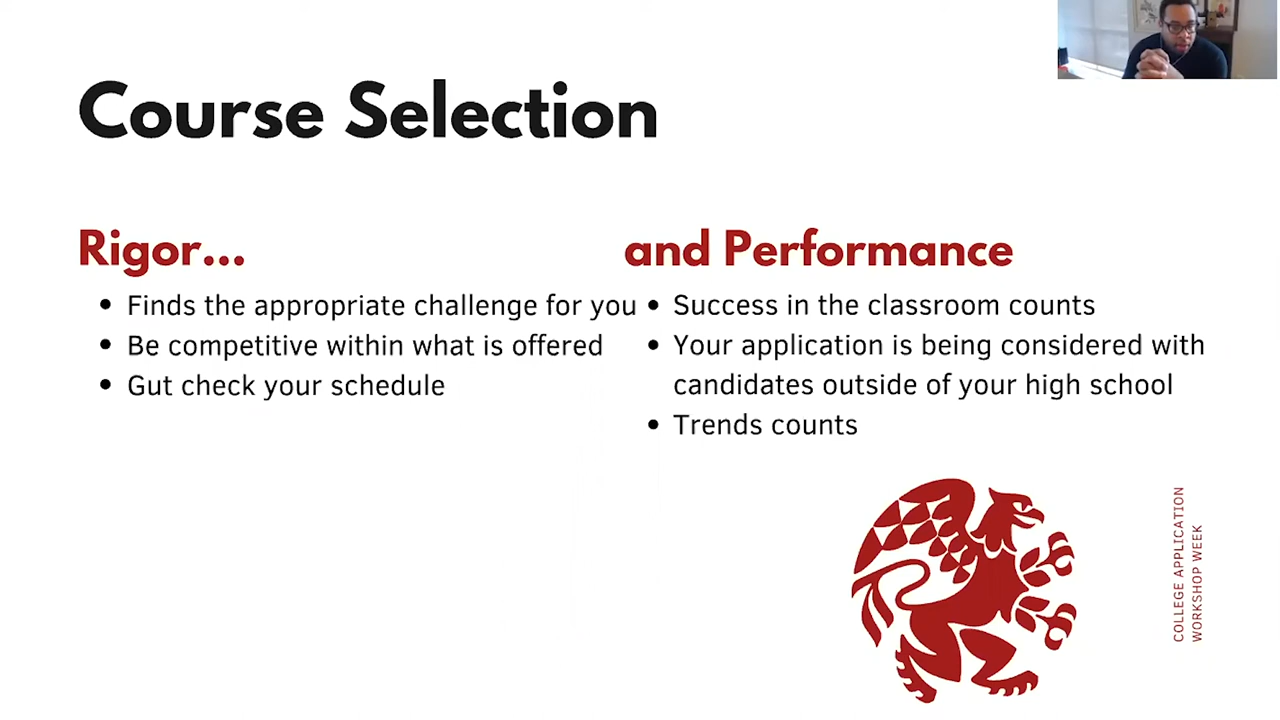 Course Selection
Rigor...
• Finds the appropriate challenge for you
• Be competitive within what is offered
• Gut check your schedule
and Performance
• Success in the classroom counts
• Your application is being considered with
candidates outside of your high school
• Trends counts
COLLEGE APPLICATION
WORKSHOP WEEK